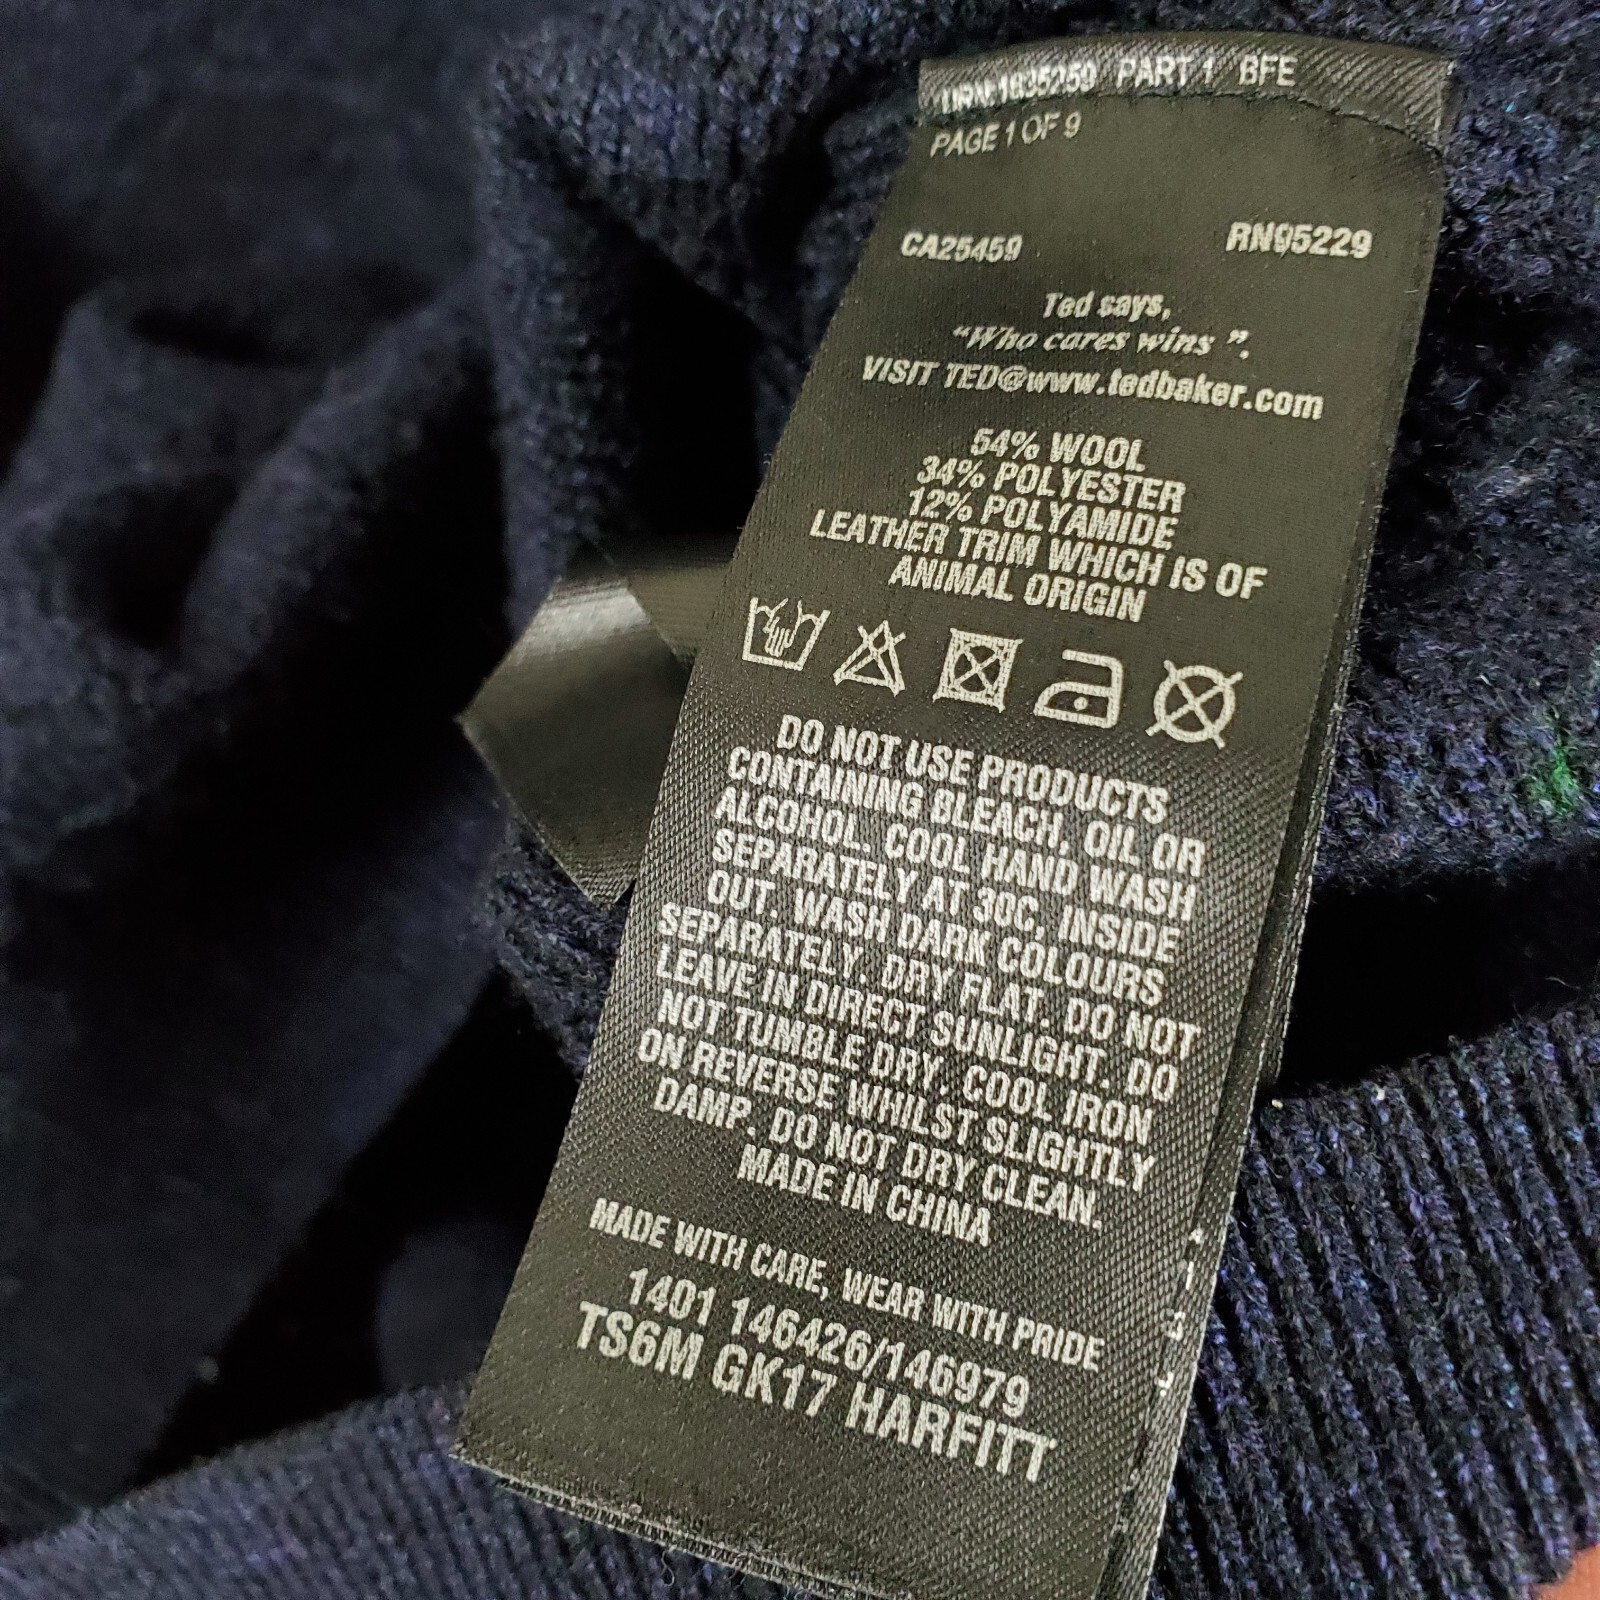 URN 1835259 PART 1 BFE
PAGE 1 OF 9
CA25459 RN95229
Ted says,
"Who cares wins ".
VISIT TED@www.tedbaker.com
54% WOOL
34% POLYESTER
12% POLYAMIDE
LEATHER TRIM WHICH IS OF
ANIMAL ORIGIN
DO NOT USE PRODUCTS
CONTAINING BLEACH, OIL OR
ALCOHOL. COOL HAND WASH
SEPARATELY AT 30C. INSIDE
OUT. WASH DARK COLOURS
SEPARATELY. DRY FLAT. DO NOT
LEAVE IN DIRECT SUNLIGHT. DO
NOT TUMBLE DRY. COOL IRON
ON REVERSE WHILST SLIGHTLY
DAMP. DO NOT DRY CLEAN.
MADE IN CHINA
MADE WITH CARE, WEAR WITH PRIDE
1401 146426/146979
TS6M GK17 HARFITT